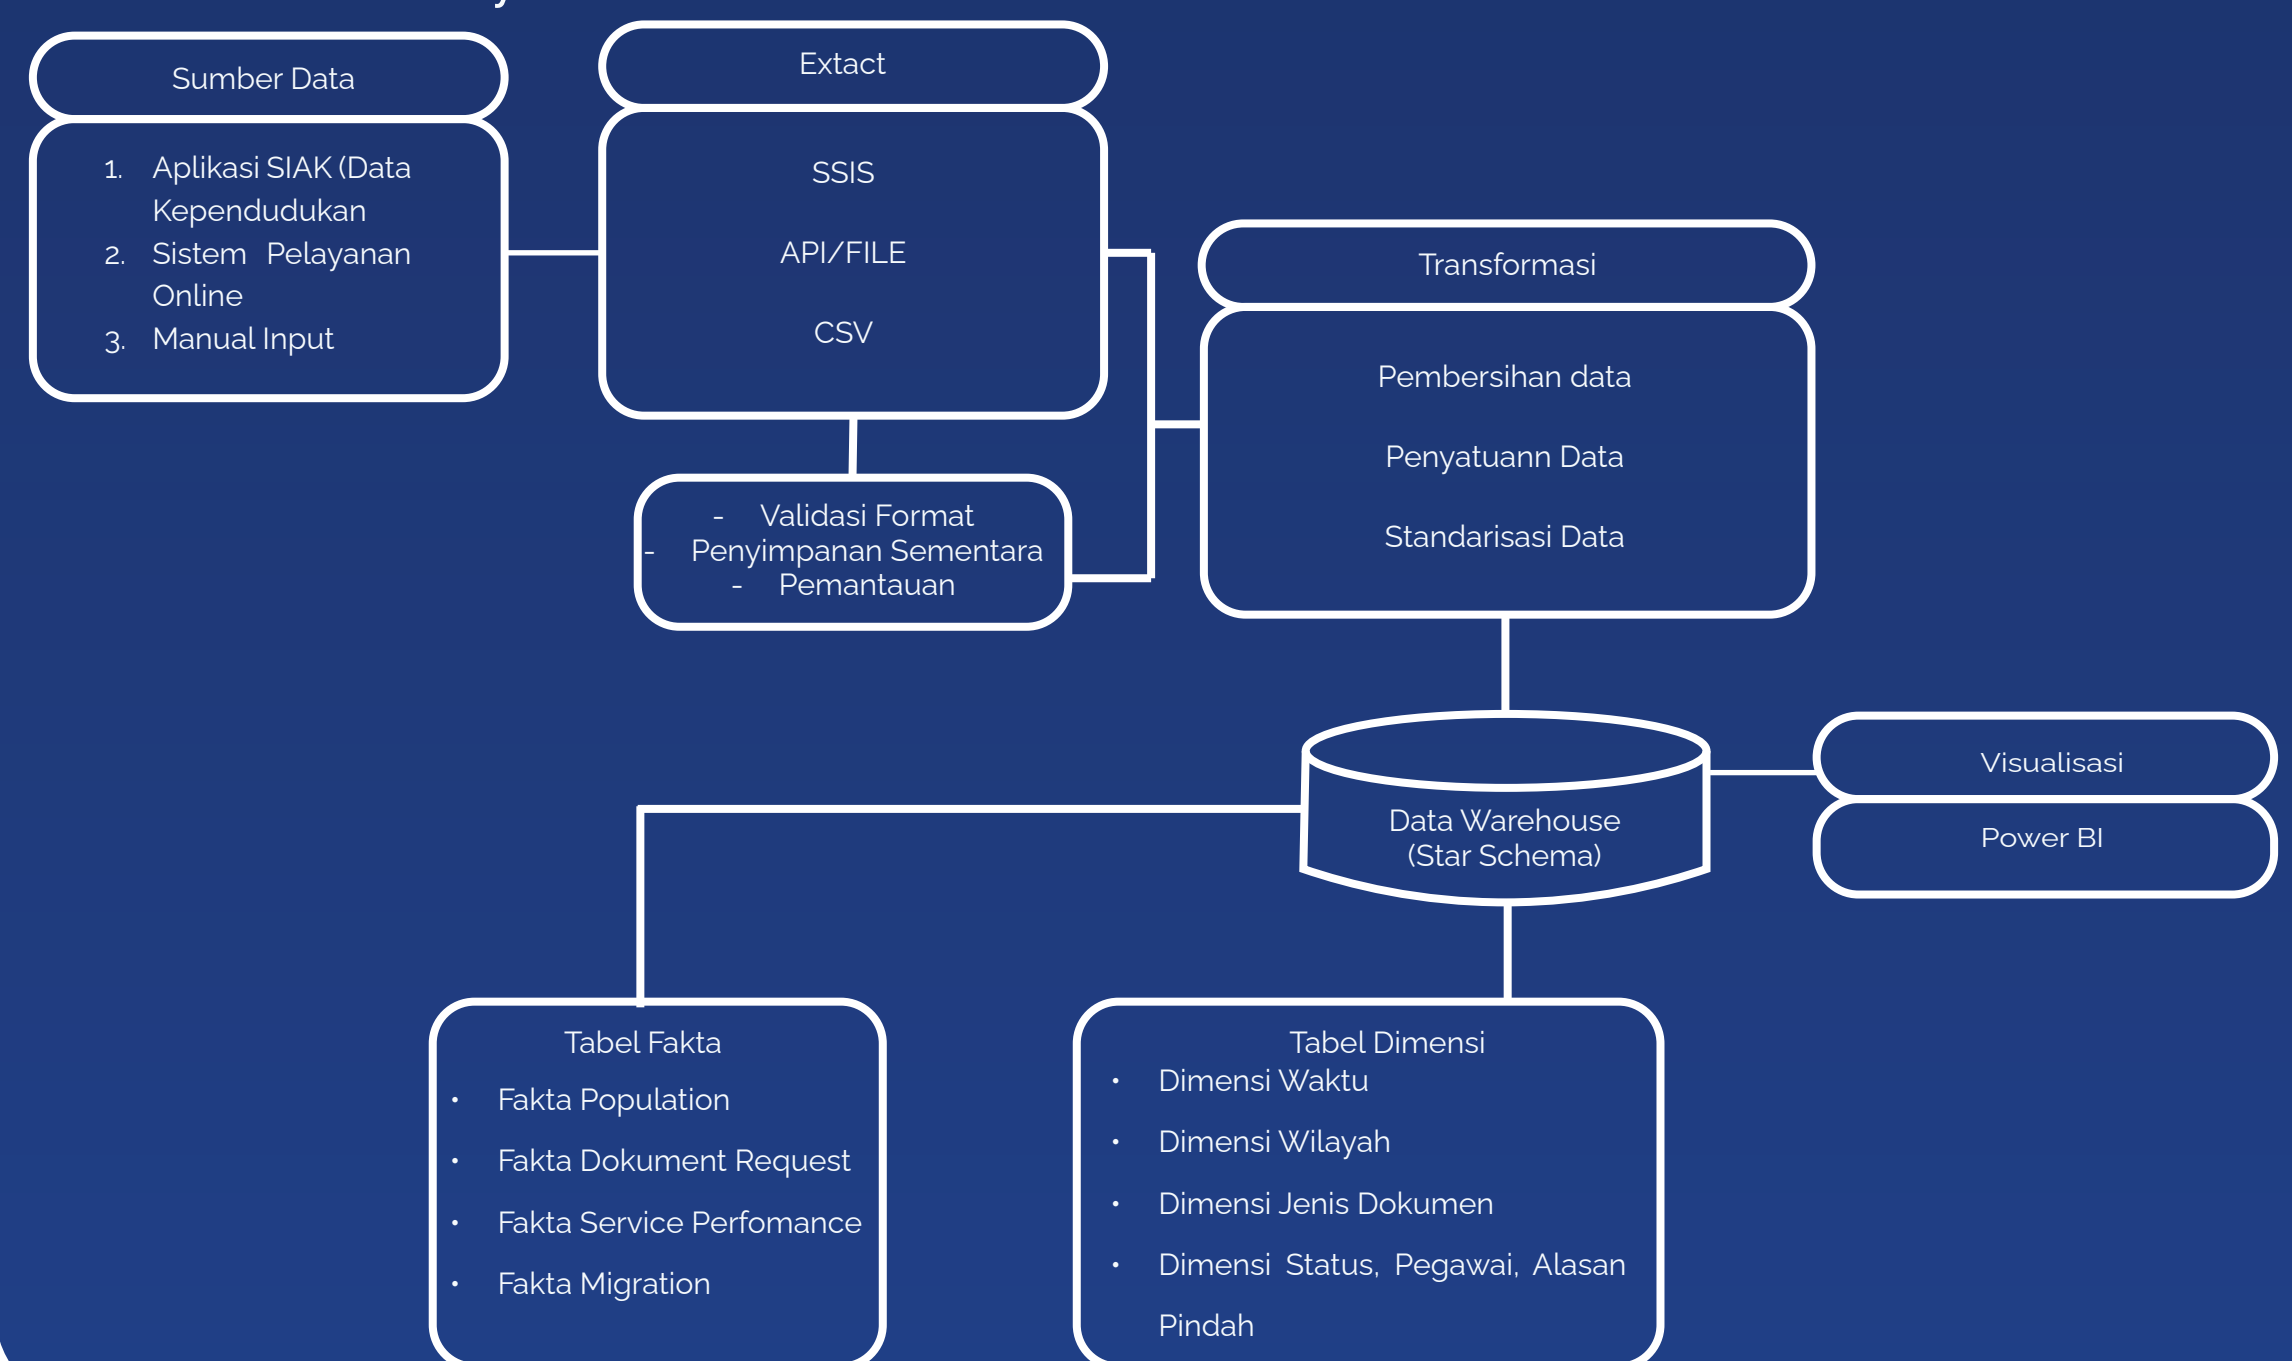 Sumber Data
1. Aplikasi SIAK (Data
Kependudukan
2. Sistem Pelayanan
Online
3. Manual Input
Extact
SSIS
API/FILE
CSV
- Validasi Format
- Penyimpanan Sementara
- Pemantauan
Transformasi
Pembersihan data
Penyatuann Data
Standarisasi Data
Data Warehouse
(Star Schema)
Visualisasi
Power BI
Tabel Fakta
• Fakta Population
• Fakta Dokument Request
• Fakta Service Perfomance
• Fakta Migration
Tabel Dimensi
• Dimensi Waktu
• Dimensi Wilayah
• Dimensi Jenis Dokumen
• Dimensi Status, Pegawai, Alasan
Pindah